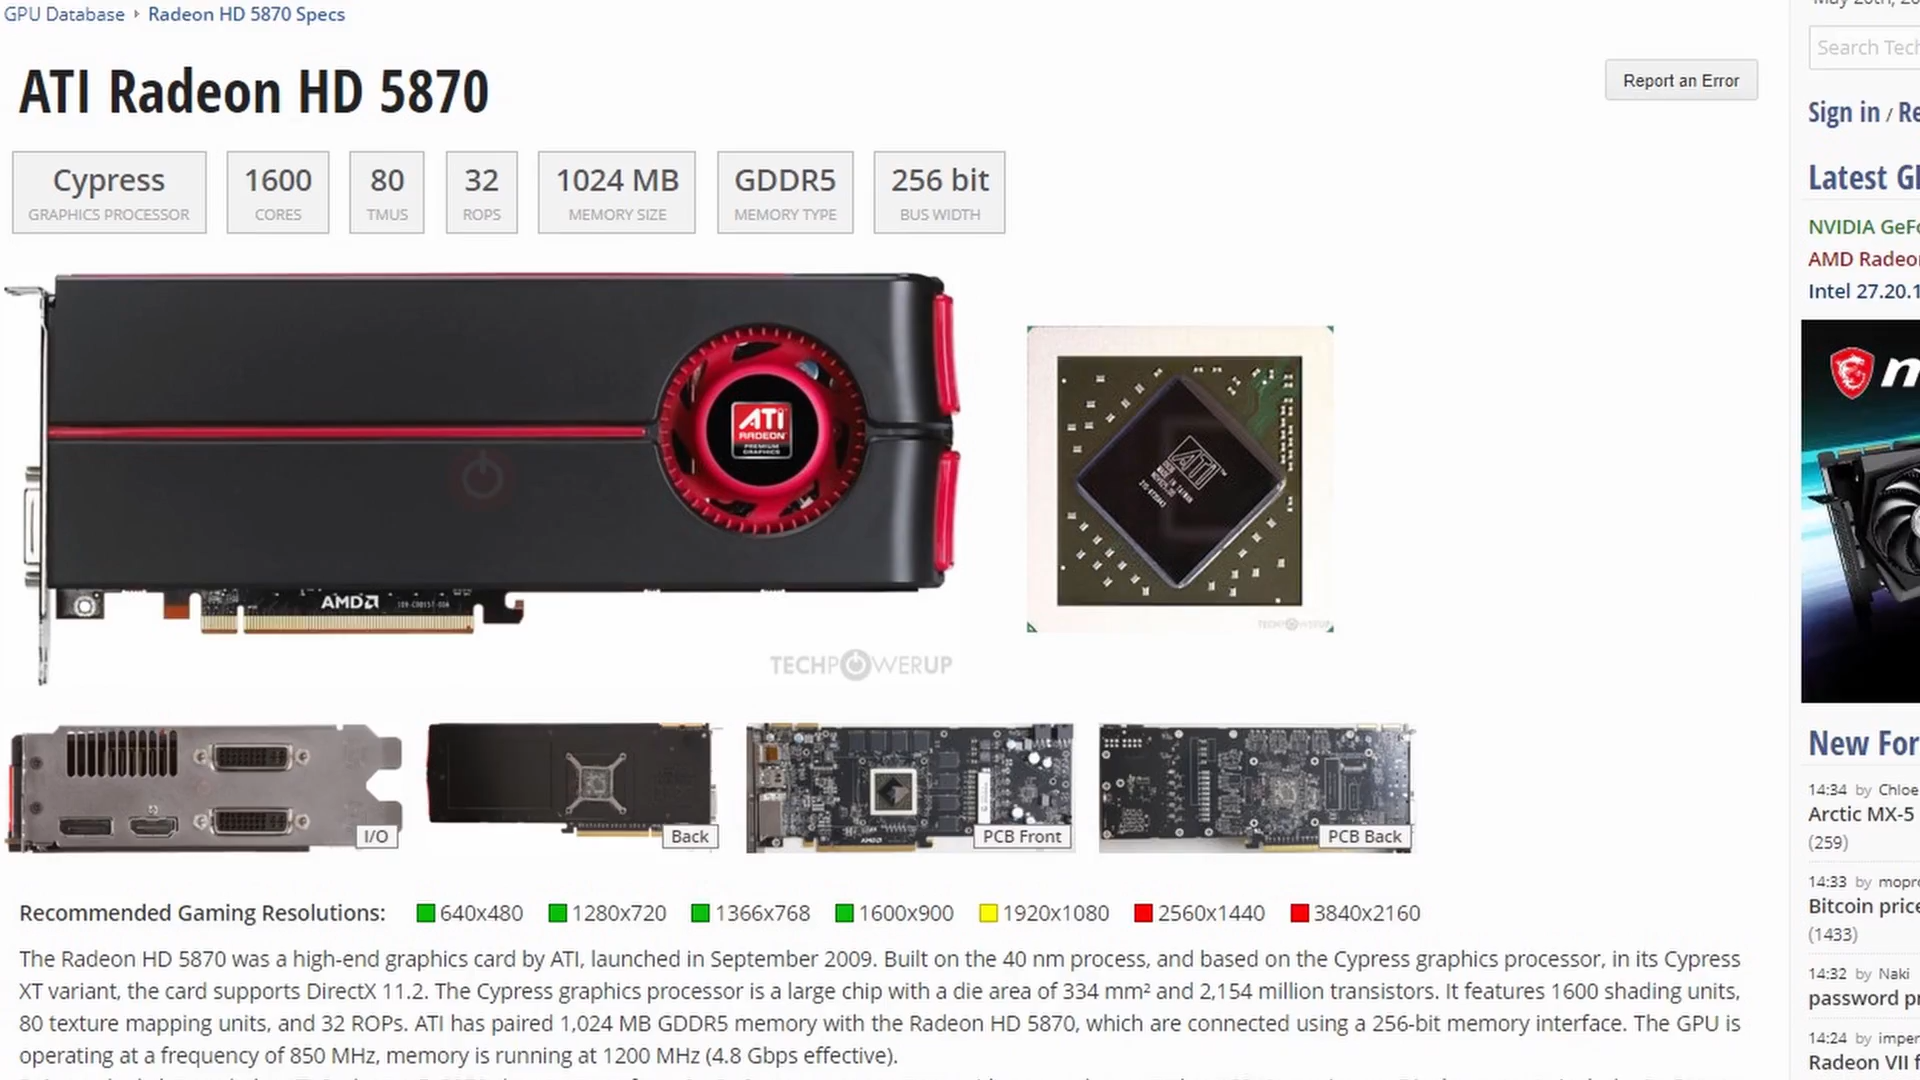 GPU Database › Radeon HD 5870 Specs
ATI Radeon HD 5870
Report an Error
Search Tech
Sign in / Re
Cypress
GRAPHICS PROCESSOR
1600
CORES
80
TMUS
32
ROPS
1024 MB
MEMORY SIZE
GDDR5
MEMORY TYPE
256 bit
BUS WIDTH
Latest G
NVIDIA GeFo
AMD Radeon
Intel 27.20.1
ATI
RADEON
PREMIUM
GRAPHICS
AMD
ATI
TECHPOWERUP
TECHPOWERUP
I/O
Back
PCB Front
PCB Back
Recommended Gaming Resolutions: 640x480 1280x720 1366x768 1600x900 1920x1080 2560x1440 3840x2160
The Radeon HD 5870 was a high-end graphics card by ATI, launched in September 2009. Built on the 40 nm process, and based on the Cypress graphics processor, in its Cypress
XT variant, the card supports DirectX 11.2. The Cypress graphics processor is a large chip with a die area of 334 mm² and 2,154 million transistors. It features 1600 shading units,
80 texture mapping units, and 32 ROPs. ATI has paired 1,024 MB GDDR5 memory with the Radeon HD 5870, which are connected using a 256-bit memory interface. The GPU is
operating at a frequency of 850 MHz, memory is running at 1200 MHz (4.8 Gbps effective).
New For
14:34 by Chloe
Arctic MX-5
(259)
14:33 by mopr
Bitcoin price
(1433)
14:32 by Naki
password pr
14:24 by imper
Radeon VII f